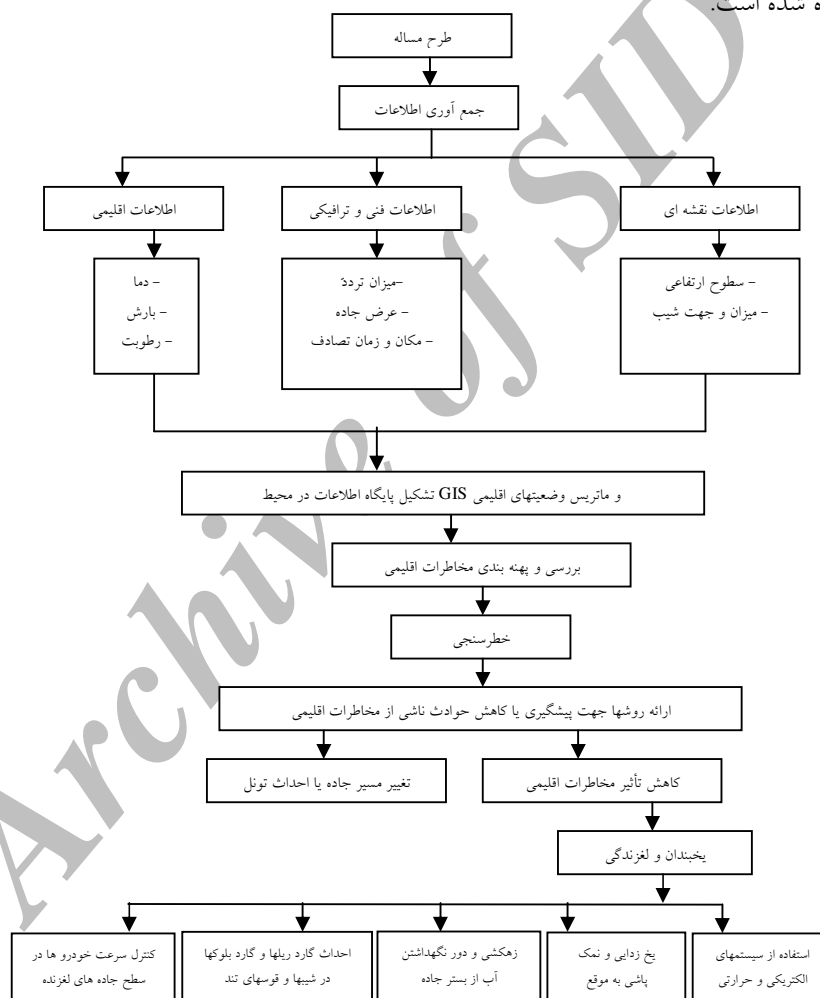 ه شده است.
طرح مساله
جمع آوری اطلاعات
اطلاعات نقشه ای
اطلاعات فنی و ترافیکی
اطلاعات اقلیمی
– سطوح ارتفاعی
– میزان و جهت شیب
–میزان تردد
– عرض جاده
– مکان و زمان تصادف
– دما
– بارش
– رطوبت
و ماتریس وضعیتهای اقلیمی GIS تشکیل پایگاه اطلاعات در محیط
بررسی و پهنه بندی مخاطرات اقلیمی
خطرسنجی
ارائه روشها جهت پیشگیری یا کاهش حوادث ناشی از مخاطرات اقلیمی
کاهش تأثیر مخاطرات اقلیمی
تغییر مسیر جاده یا احداث تونل
یخبندان و لغزندگی
استفاده از سیستمهای
الکتریکی و حرارتی
یخ زدایی و نمک
پاشی به موقع
زهکشی و دور نگهداشتن
آب از بستر جاده
احداث گارد ریلها و گارد بلوکها
در شیبها و قوسهای تند
کنترل سرعت خودرو ها در
سطح جاده های لغزنده
Archive of SID